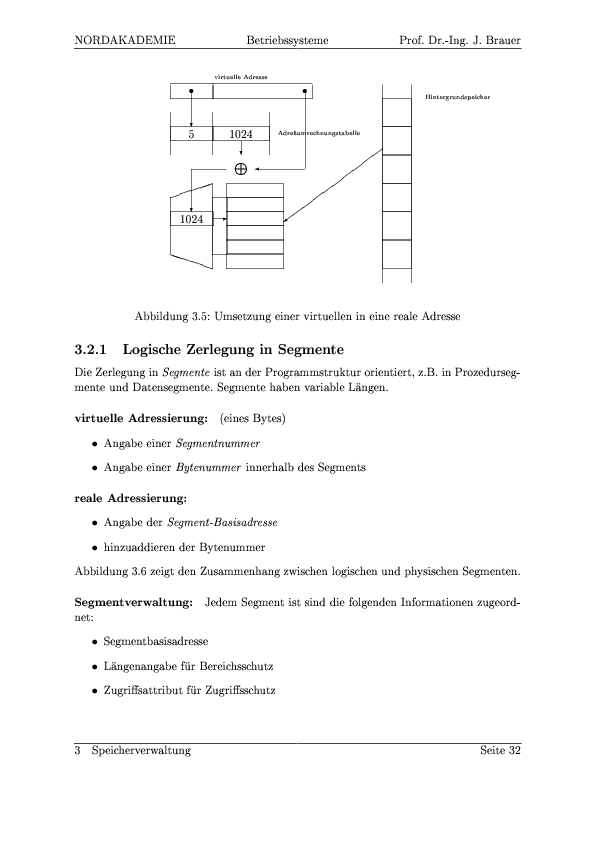 NORDAKADEMIE Betriebssysteme Prof. Dr.-Ing. J. Brauer
virtuelle Adresse
Hintergrundspeicher
5 1024 Adreßumrechnungstabelle
1024
Abbildung 3.5: Umsetzung einer virtuellen in eine reale Adresse
3.2.1 Logische Zerlegung in Segmente
Die Zerlegung in Segmente ist an der Programmstruktur orientiert, z.B. in Prozedurseg-
mente und Datensegmente. Segmente haben variable Längen.
virtuelle Adressierung: (eines Bytes)
• Angabe einer Segmentnummer
• Angabe einer Bytenummer innerhalb des Segments
reale Adressierung:
• Angabe der Segment-Basisadresse
• hinzuaddieren der Bytenummer
Abbildung 3.6 zeigt den Zusammenhang zwischen logischen und physischen Segmenten.
Segmentverwaltung: Jedem Segment ist sind die folgenden Informationen zugeord-
net:
• Segmentbasisadresse
• Längenangabe für Bereichsschutz
• Zugriffsattribut für Zugriffsschutz
3 Speicherverwaltung Seite 32